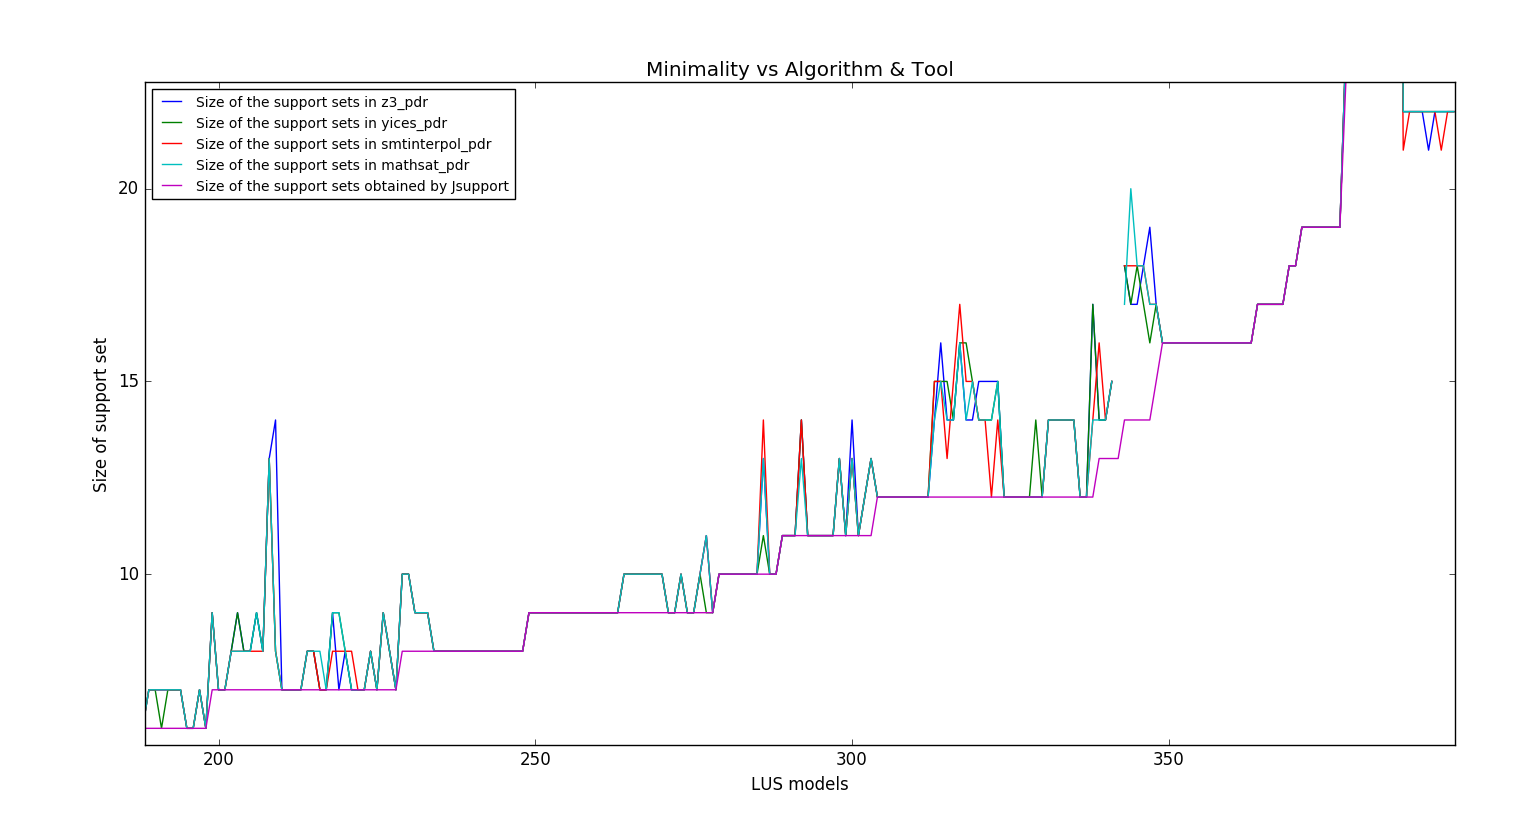 Minimality vs Algorithm & Tool
Size of the support sets in z3_pdr
Size of the support sets in yices_pdr
Size of the support sets in smtinterpol_pdr
Size of the support sets in mathsat_pdr
Size of the support sets obtained by Jsupport
Size of support set
20
15
10
200 250 300 350
LUS models